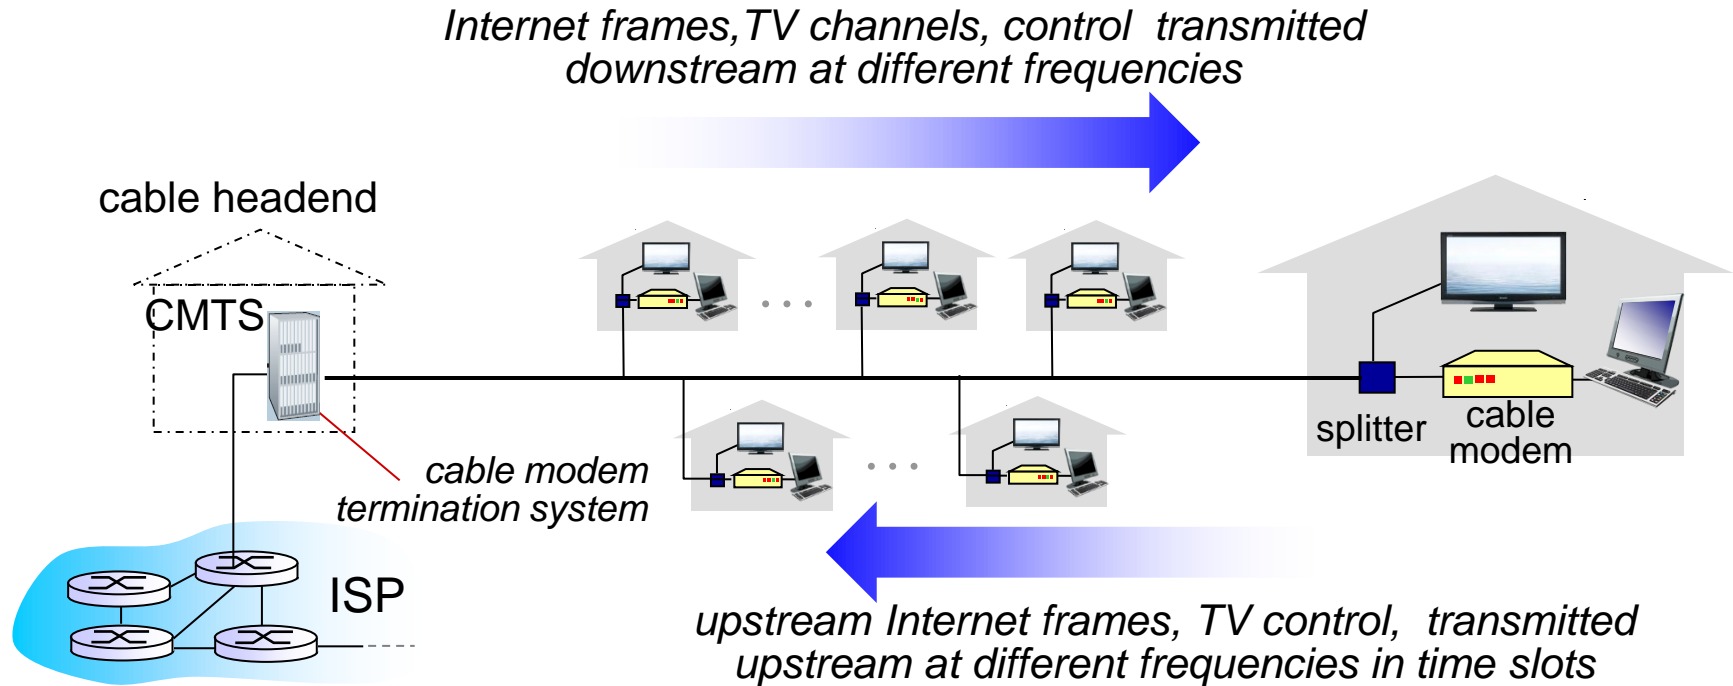 Internet frames,TV channels, control  transmitted
downstream at different frequencies
cable headend
CMTS
splitter
cable
modem
cable modem
termination system
ISP
upstream Internet frames, TV control,  transmitted
upstream at different frequencies in time slots